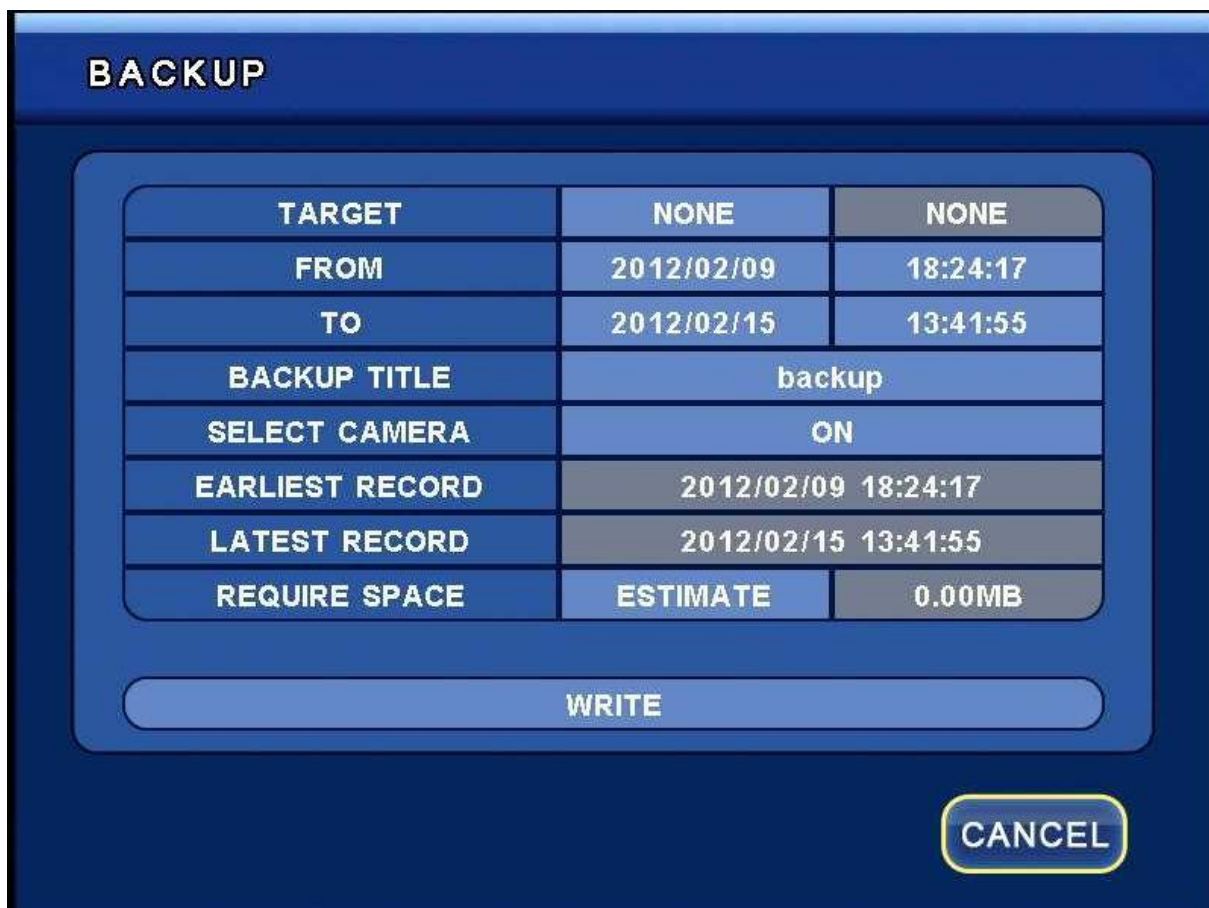 BACKUP
TARGET NONE NONE
FROM 2012/02/09 18:24:17
TO 2012/02/15 13:41:55
BACKUP TITLE backup
SELECT CAMERA ON
EARLIEST RECORD 2012/02/09 18:24:17
LATEST RECORD 2012/02/15 13:41:55
REQUIRE SPACE ESTIMATE 0.00MB
WRITE
CANCEL